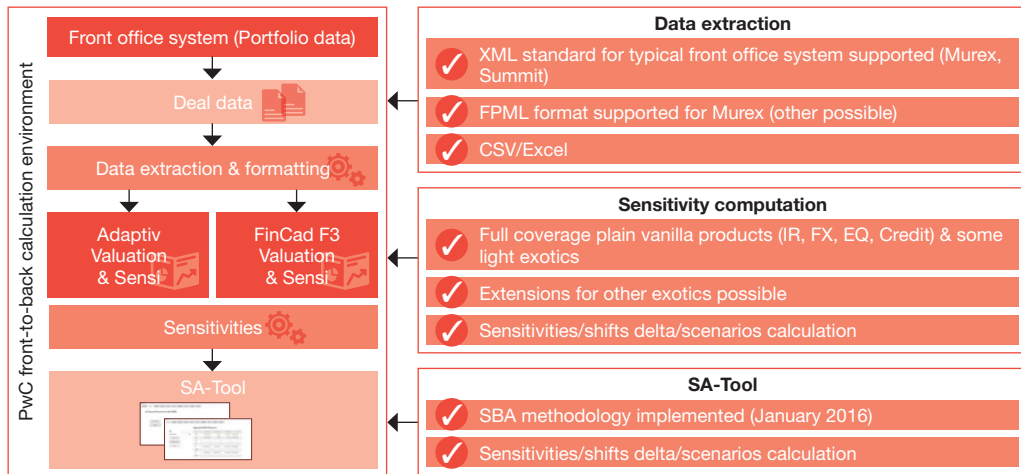 PwC front-to-back calculation environment
Front office system (Portfolio data)
Deal data
Data extraction & formatting
Adaptiv
Valuation
& Sensi
FinCad F3
Valuation
& Sensi
Sensitivities
SA-Tool
Data extraction
XML standard for typical front office system supported (Murex,
Summit)
FPML format supported for Murex (other possible)
CSV/Excel
Sensitivity computation
Full coverage plain vanilla products (IR, FX, EQ, Credit) & some
light exotics
Extensions for other exotics possible
Sensitivities/shifts delta/scenarios calculation
SA-Tool
SBA methodology implemented (January 2016)
Sensitivities/shifts delta/scenarios calculation